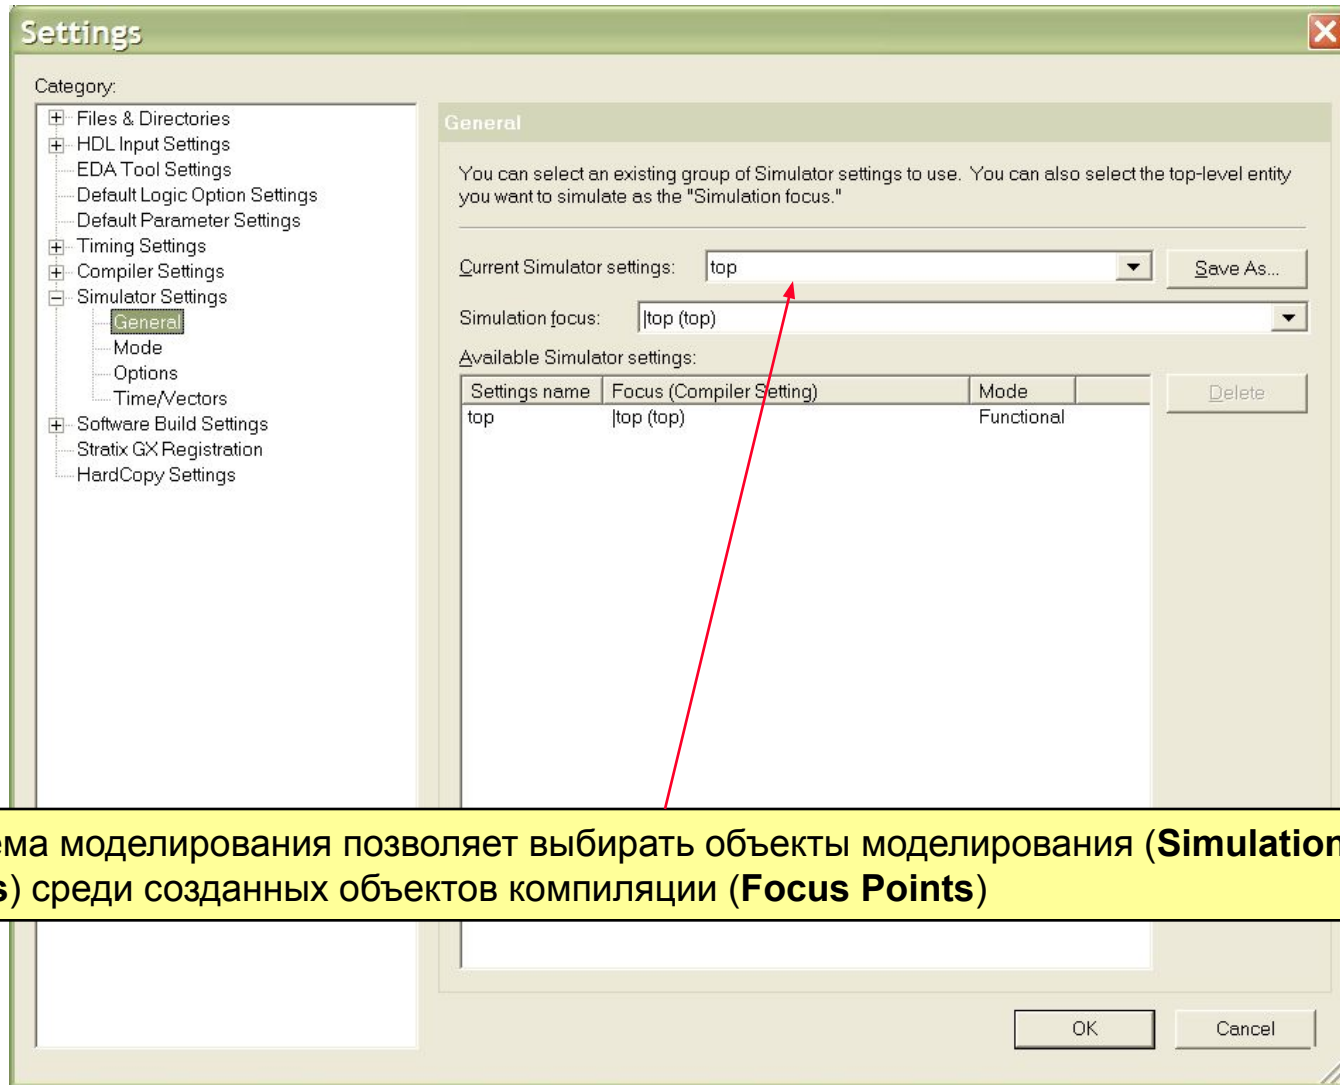 Settings
Category:
Files & Directories
HDL Input Settings
EDA Tool Settings
Default Logic Option Settings
Default Parameter Settings
Timing Settings
Compiler Settings
Simulator Settings
General
Mode
Options
Time/Vectors
Software Build Settings
Stratix GX Registration
HardCopy Settings
General
You can select an existing group of Simulator settings to use. You can also select the top-level entity
you want to simulate as the "Simulation focus."
Current Simulator settings: top Save As...
Simulation focus: |top (top)
Available Simulator settings:
Settings name Focus (Compiler Setting) Mode Delete
top |top (top) Functional
ема моделирования позволяет выбирать объекты моделирования (Simulation
s) среди созданных объектов компиляции (Focus Points)
OK Cancel